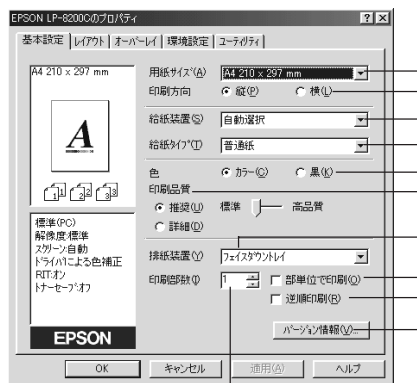 EPSON LP-8200Cのプロパティ
基本設定 レイアウト オーバーレイ 環境設定 ユーティリティ
A4 210 x 297 mm
A
1 2 3
標準(PC)
解像度:標準
スクリーン:自動
ドライバによる色補正
RIT:オン
トナーセーブ:オフ
EPSON
用紙サイズ(A) A4 210 x 297 mm
印刷方向 縦(P) 横(L)
給紙装置(S) 自動選択
給紙タイプ(T) 普通紙
色 カラー(C) 黒(K)
印刷品質
推奨(U) 標準 高品質
詳細(D)
排紙装置(Y) フェイスダウントレイ
印刷部数(I) 1 部単位で印刷(O)
逆順印刷(R)
バージョン情報(V)...
OK キャンセル 適用(A) ヘルプ